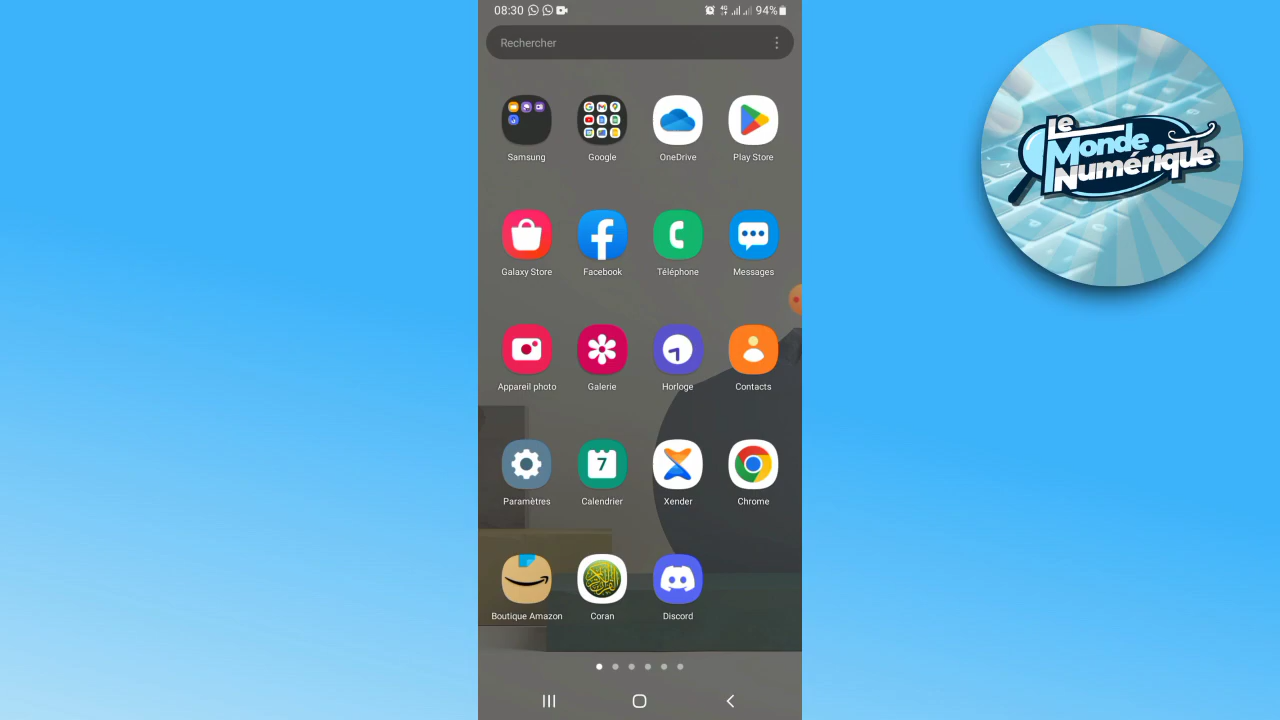 08:30 94%
Rechercher
Samsung Google OneDrive Play Store
Galaxy Store Facebook Téléphone Messages
Appareil photo Galerie Horloge Contacts
7
Paramètres Calendrier Xender Chrome
Boutique Amazon Coran Discord
Le
Monde
Numérique